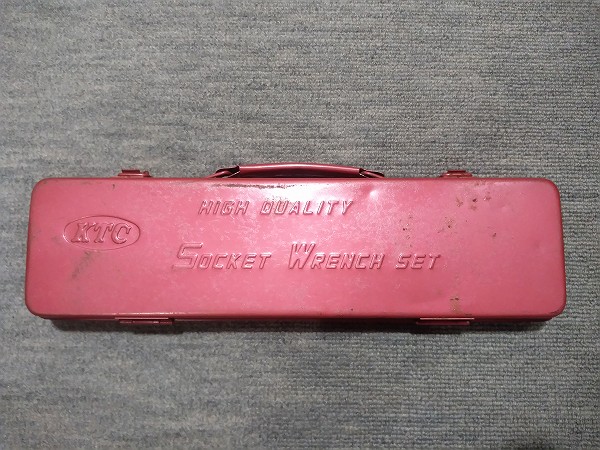 HIGH QUALITY
KTC
SOCKET WRENCH SET